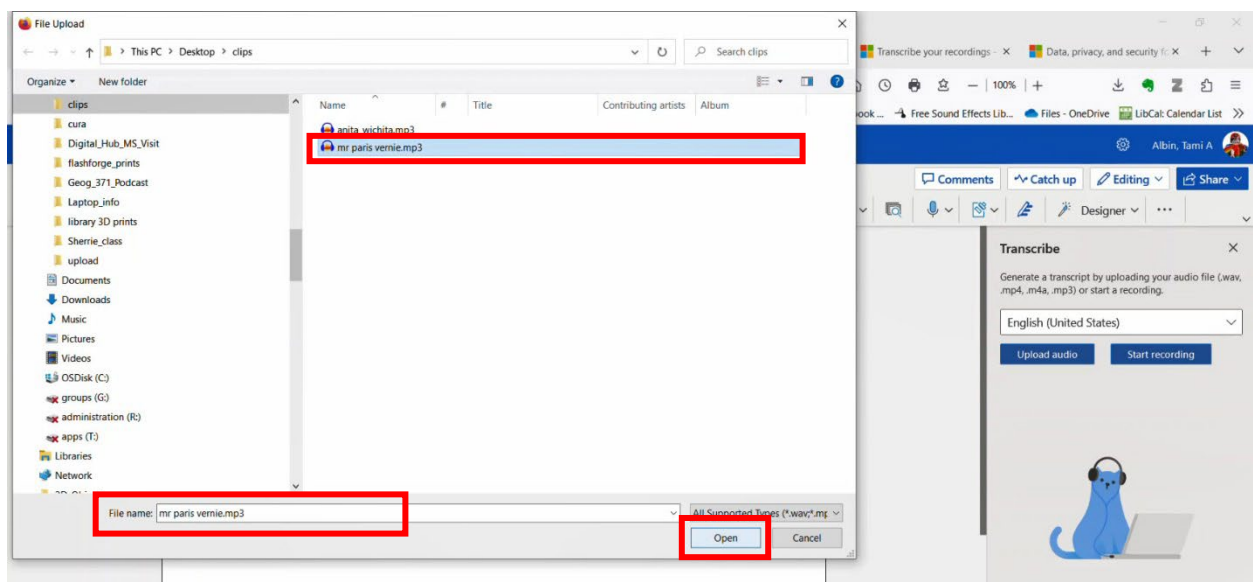 File Upload
This PC > Desktop > clips
Search clips
Organize
New folder
clips
cura
Digital_Hub_MS_Visit
flashforge_prints
Geog_371_Podcast
Laptop_info
library 3D prints
Sherrie_class
upload
Documents
Downloads
Music
Pictures
Videos
OSDisk (C:)
groups (G:)
administration (R:)
apps (T:)
Libraries
Network
Name # Title Contributing artists Album
anita_wichita.mp3
mr paris vernie.mp3
File name: mr paris vernie.mp3
All Supported Types (*.wav;*.m
Open Cancel
Transcribe your recordings -
Data, privacy, and security fo
100%
Free Sound Effects Lib...
Files - OneDrive
LibCal: Calendar List
Albin, Tami A
Comments
Catch up
Editing
Share
Designer
Transcribe
Generate a transcript by uploading your audio file (.wav,
.mp4, .m4a, .mp3) or start a recording.
English (United States)
Upload audio
Start recording